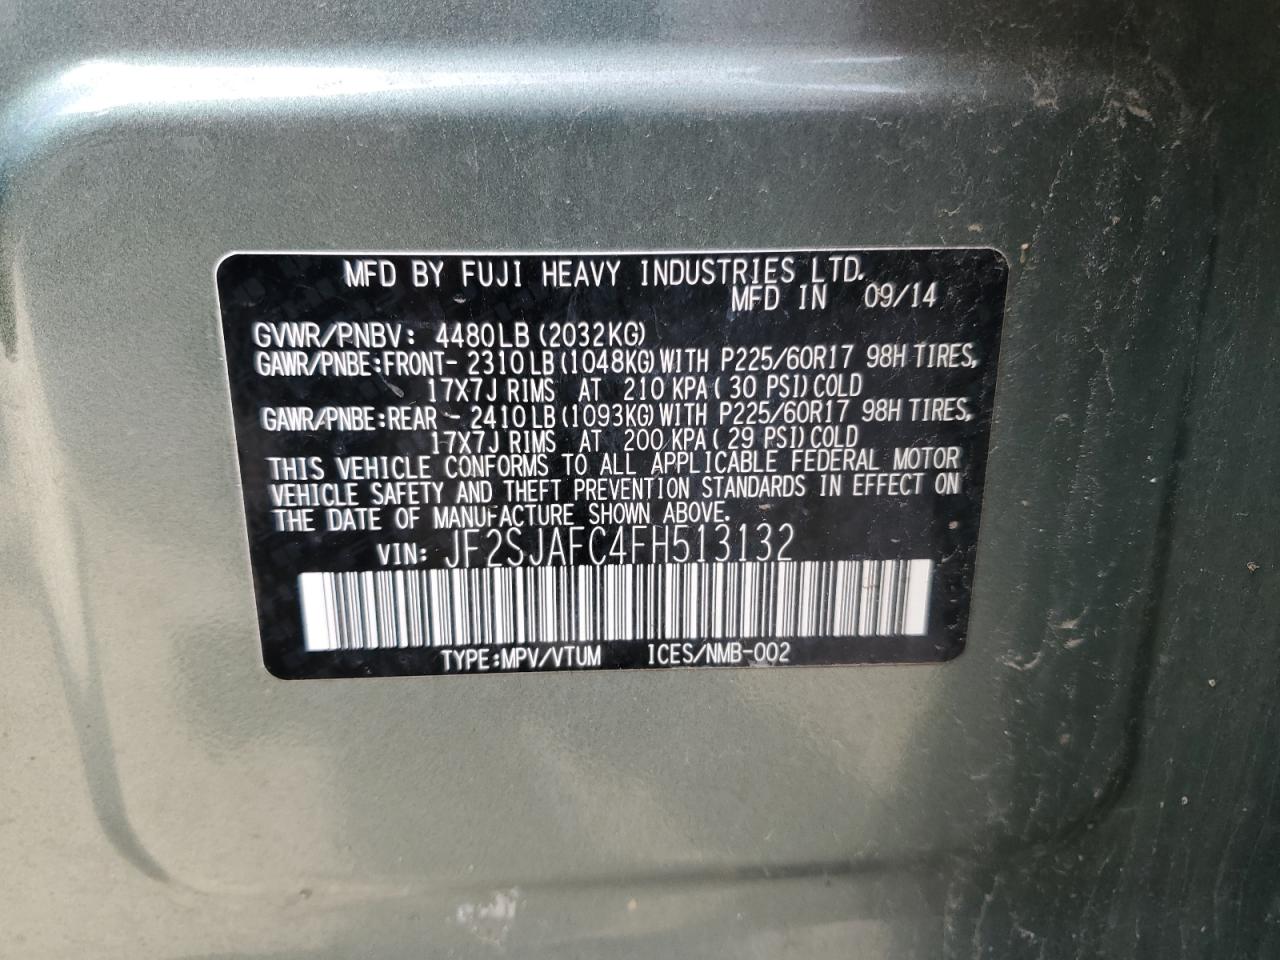 MFD BY FUJI HEAVY INDUSTRIES LTD.
MFD IN 09/14
GVWR/PNBV: 4480LB (2032KG)
GAWR/PNBE:FRONT- 2310LB (1048KG) WITH P225/60R17 98H TIRES,
17X7J RIMS AT 210 KPA ( 30 PSI) COLD
GAWR/PNBE:REAR - 2410LB (1093KG) WITH P225/60R17 98H TIRES,
17X7J RIMS AT 200 KPA ( 29 PSI) COLD
THIS VEHICLE CONFORMS TO ALL APPLICABLE FEDERAL MOTOR
VEHICLE SAFETY AND THEFT PREVENTION STANDARDS IN EFFECT ON
THE DATE OF MANUFACTURE SHOWN ABOVE.
VIN: JF2SJAFC4FH513132
TYPE:MPV/VTUM ICES/NMB-002